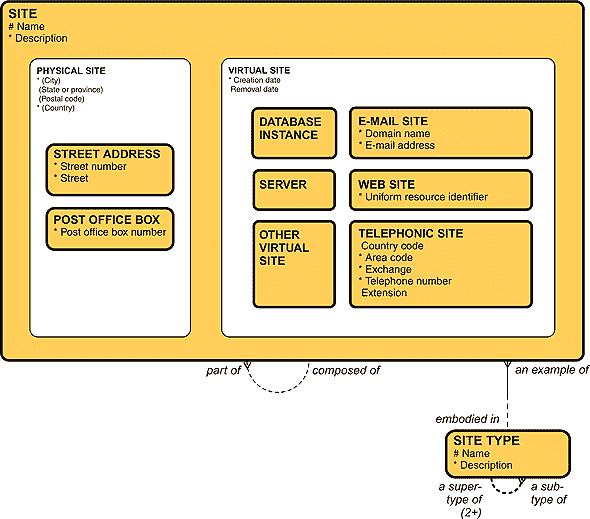 SITE
# Name
* Description
PHYSICAL SITE
* (City)
(State or province)
(Postal code)
* (Country)
STREET ADDRESS
* Street number
* Street
POST OFFICE BOX
* Post office box number
VIRTUAL SITE
* Creation date
Removal date
DATABASE
INSTANCE
E-MAIL SITE
* Domain name
* E-mail address
SERVER
WEB SITE
* Uniform resource identifier
OTHER
VIRTUAL
SITE
TELEPHONIC SITE
Country code
* Area code
* Exchange
* Telephone number
Extension
part of
composed of
an example of
embodied in
SITE TYPE
# Name
* Description
a super-
type of
(2+)
a sub-
type of